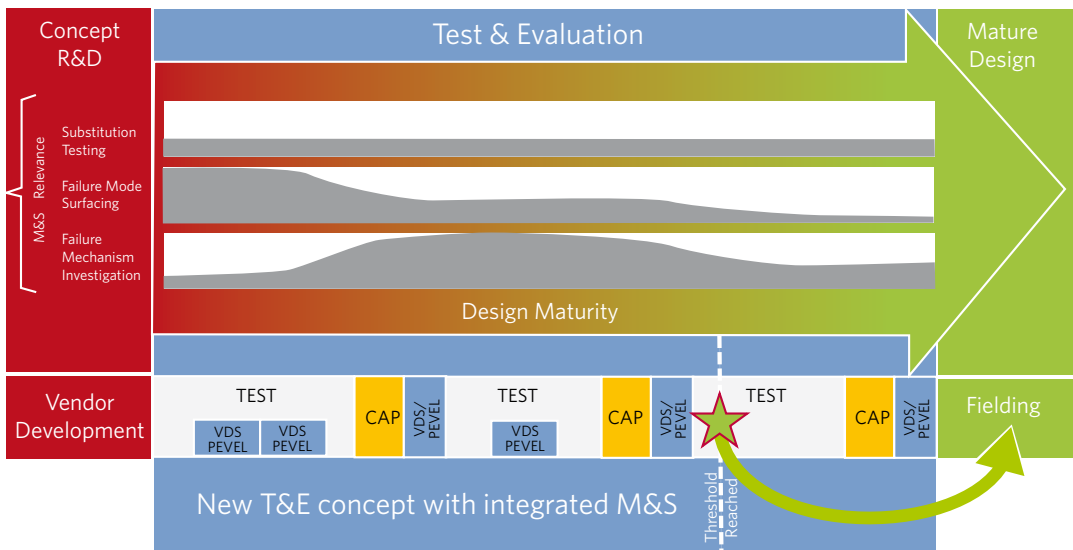 Concept
R&D
Test & Evaluation
Mature
Design
M&S Relevance
Substitution
Testing
Failure Mode
Surfacing
Failure
Mechanism
Investigation
Design Maturity
Vendor
Development
TEST
VDS
PEVEL
VDS
PEVEL
CAP
VDS/
PEVEL
TEST
VDS
PEVEL
CAP
VDS/
PEVEL
TEST
CAP
VDS/
PEVEL
Fielding
New T&E concept with integrated M&S
Threshold
Reached